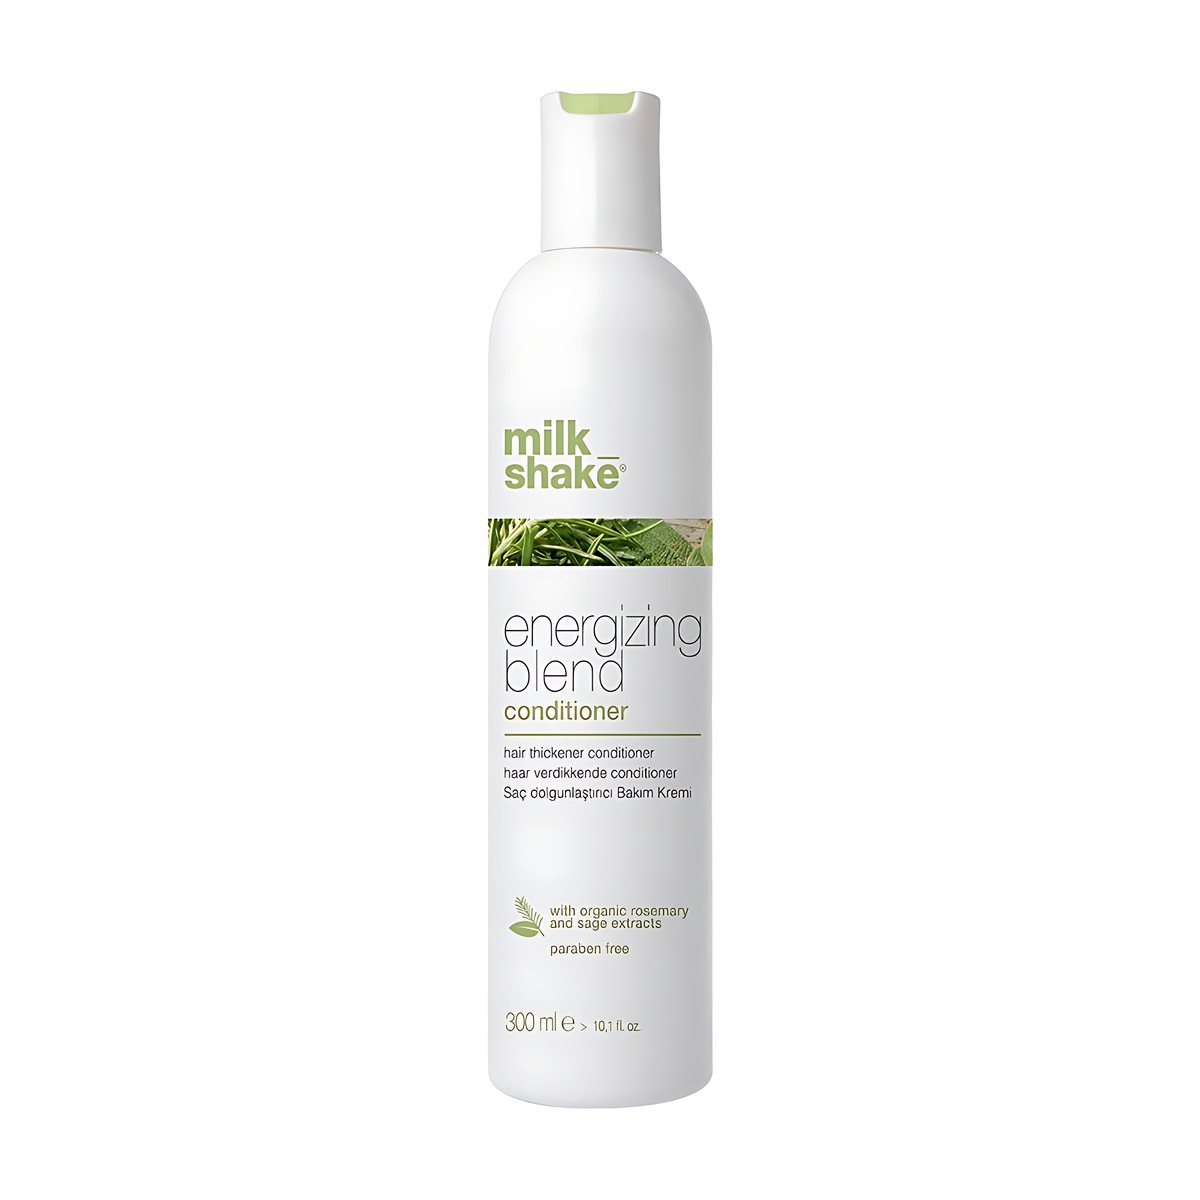 milk_
shake®
energizing
blend
conditioner
hair thickener conditioner
haar verdikkende conditioner
Saç dolgunlaştırıcı Bakım Kremi
with organic rosemary
and sage extracts
paraben free
300 ml ℮ > 10,1 fl. oz.